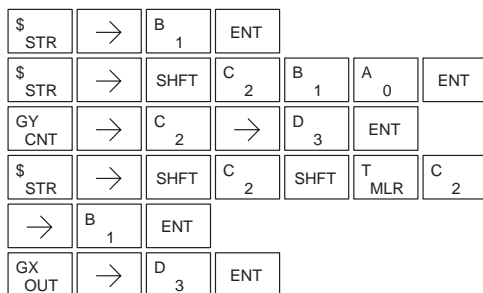 $ STR → B 1 ENT
$ STR → SHFT C 2 B 1 A 0 ENT
GY CNT → C 2 → D 3 ENT
$ STR → SHFT C 2 SHFT T MLR C 2
→ B 1 ENT
GX OUT → D 3 ENT